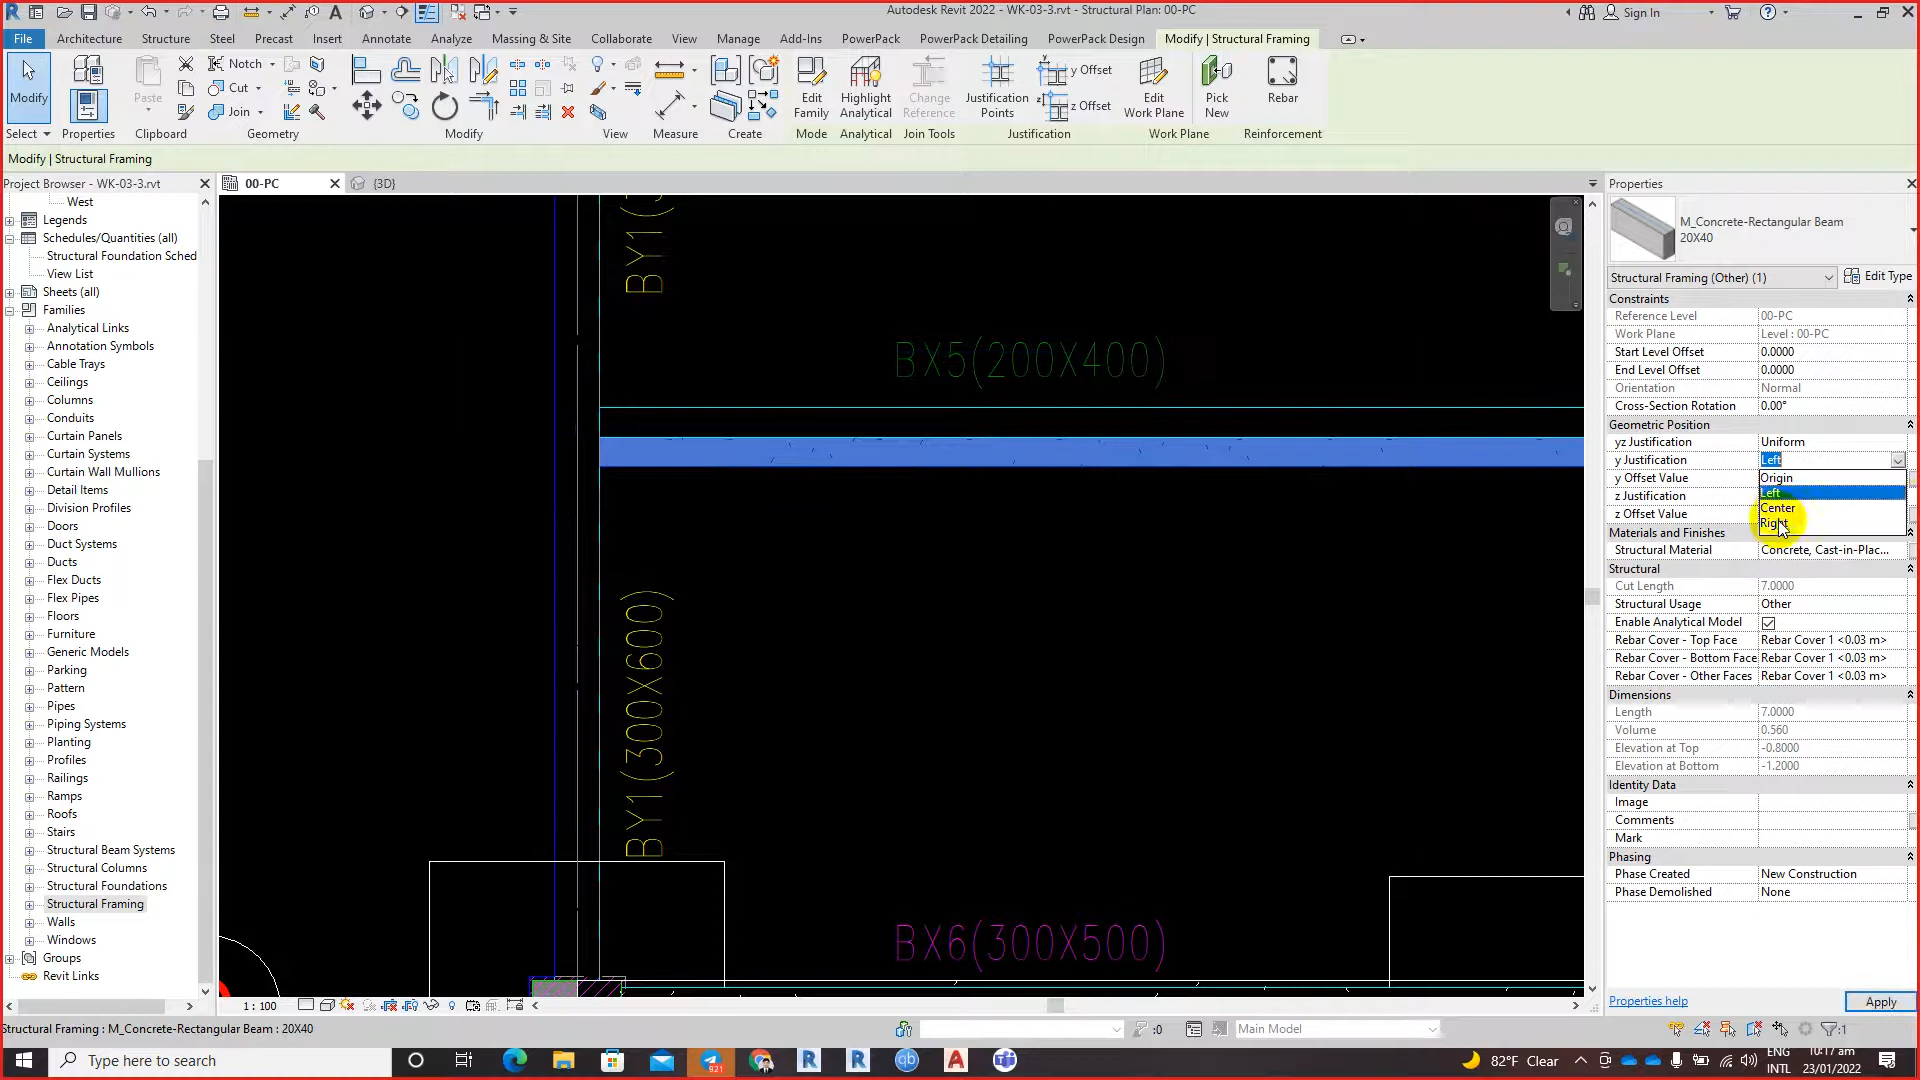 Autodesk Revit 2022 - WK-03-3.rvt - Structural Plan: 00-PC
Sign In
File
Architecture
Structure
Steel
Precast
Insert
Annotate
Analyze
Massing & Site
Collaborate
View
Manage
Add-Ins
PowerPack
PowerPack Detailing
PowerPack Design
Modify | Structural Framing
Modify
Paste
Notch
Cut
Join
Edit
Family
Highlight
Analytical
Change
Reference
Justification
Points
y Offset
z Offset
Edit
Work Plane
Pick
New
Rebar
Select
Properties
Clipboard
Geometry
Modify
View
Measure
Create
Mode
Analytical
Join Tools
Justification
Work Plane
Reinforcement
Modify | Structural Framing
Project Browser - WK-03-3.rvt
West
Legends
Schedules/Quantities (all)
Structural Foundation Sched
View List
Sheets (all)
Families
Analytical Links
Annotation Symbols
Cable Trays
Ceilings
Columns
Conduits
Curtain Panels
Curtain Systems
Curtain Wall Mullions
Detail Items
Division Profiles
Doors
Duct Systems
Ducts
Flex Ducts
Flex Pipes
Floors
Furniture
Generic Models
Parking
Pattern
Pipes
Piping Systems
Planting
Profiles
Railings
Ramps
Roofs
Stairs
Structural Beam Systems
Structural Columns
Structural Foundations
Structural Framing
Walls
Windows
Groups
Revit Links
00-PC
{3D}
BY1(3
BX5(200X400)
BY1(300X600)
BX6(300X500)
1 : 100
Properties
M_Concrete-Rectangular Beam
20X40
Structural Framing (Other) (1)
Edit Type
Constraints
Reference Level 00-PC
Work Plane Level : 00-PC
Start Level Offset 0.0000
End Level Offset 0.0000
Orientation Normal
Cross-Section Rotation 0.00°
Geometric Position
yz Justification Uniform
y Justification Left
y Offset Value
z Justification
z Offset Value
Origin
Left
Center
Right
Materials and Finishes
Structural Material Concrete, Cast-in-Plac...
Structural
Cut Length 7.0000
Structural Usage Other
Enable Analytical Model
Rebar Cover - Top Face Rebar Cover 1 <0.03 m>
Rebar Cover - Bottom Face Rebar Cover 1 <0.03 m>
Rebar Cover - Other Faces Rebar Cover 1 <0.03 m>
Dimensions
Length 7.0000
Volume 0.560
Elevation at Top -0.8000
Elevation at Bottom -1.2000
Identity Data
Image
Comments
Mark
Phasing
Phase Created New Construction
Phase Demolished None
Properties help
Apply
Structural Framing : M_Concrete-Rectangular Beam : 20X40
:0
Main Model
:1
Type here to search
921
82°F Clear
ENG
INTL
10:17 am
23/01/2022